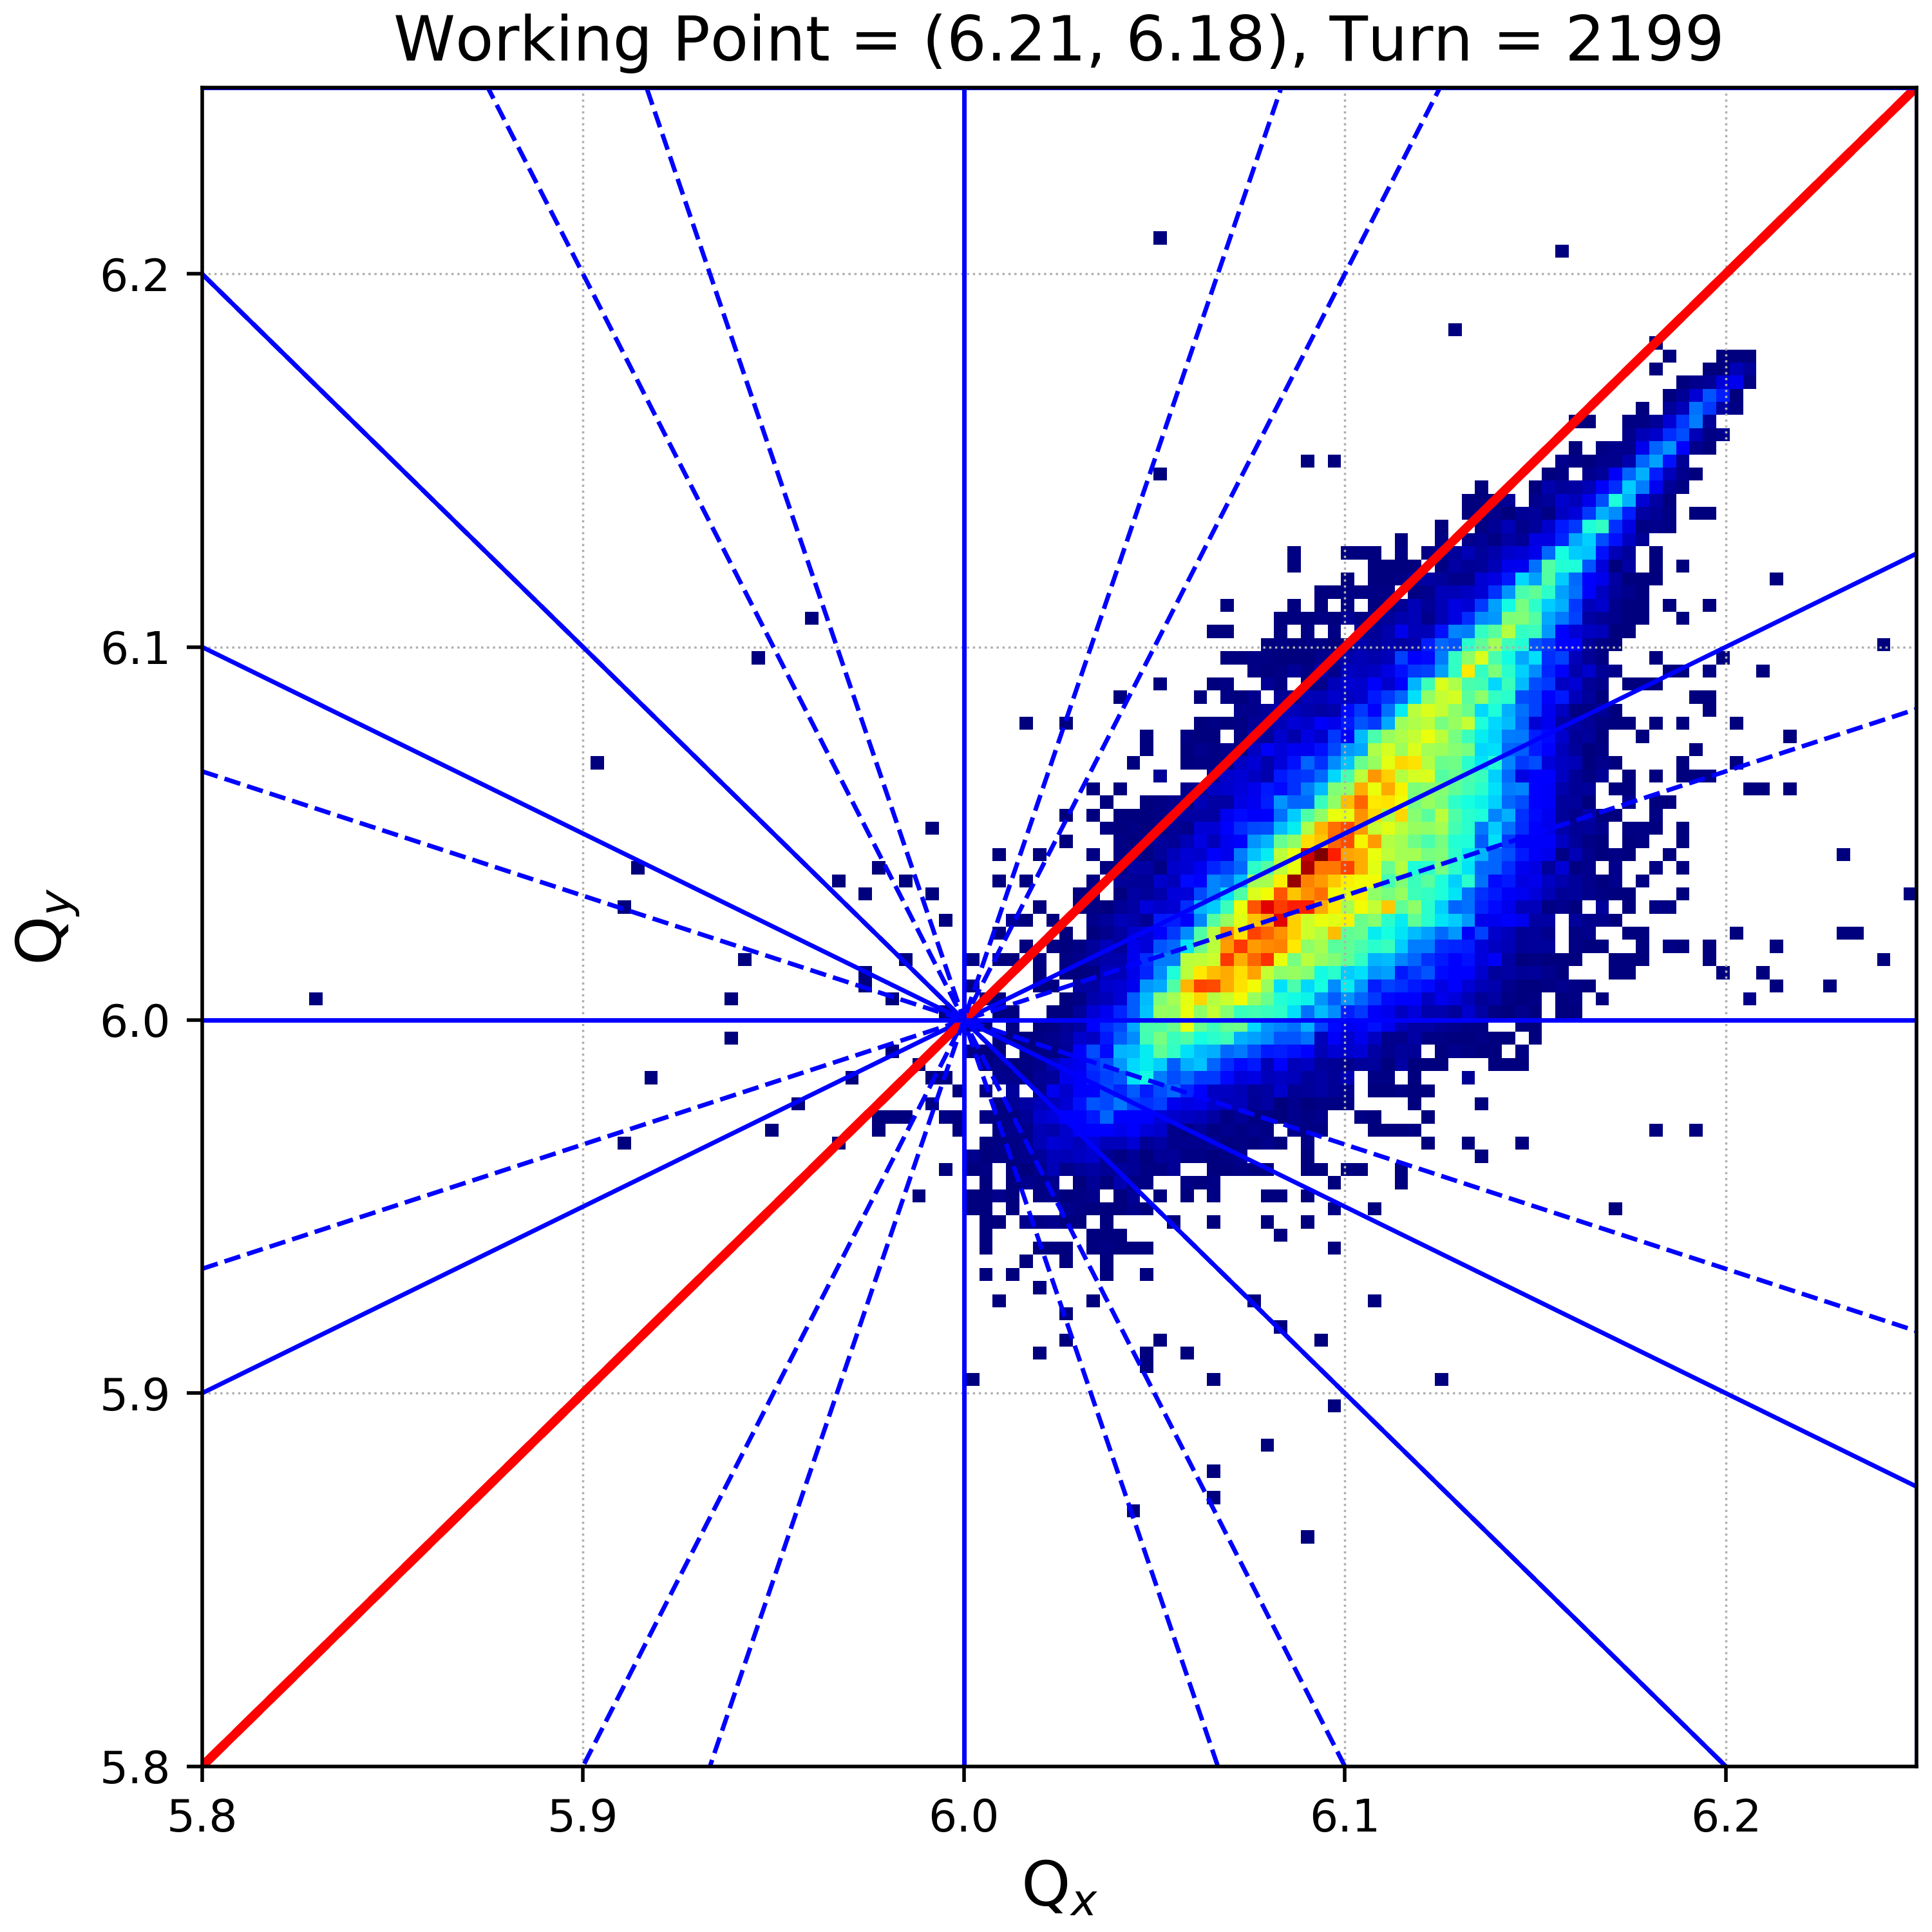 Working Point = (6.21, 6.18), Turn = 2199
6.2
6.1
6.0
5.9
5.8
Qy
5.8 5.9 6.0 6.1 6.2
Qx